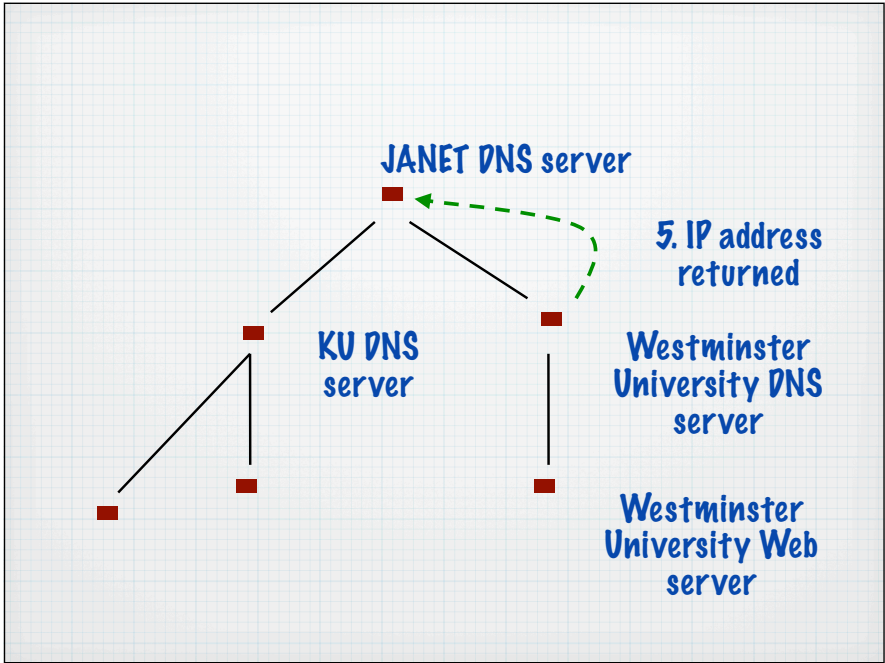 JANET DNS server
5. IP address
returned
KU DNS
server
Westminster
University DNS
server
Westminster
University Web
server